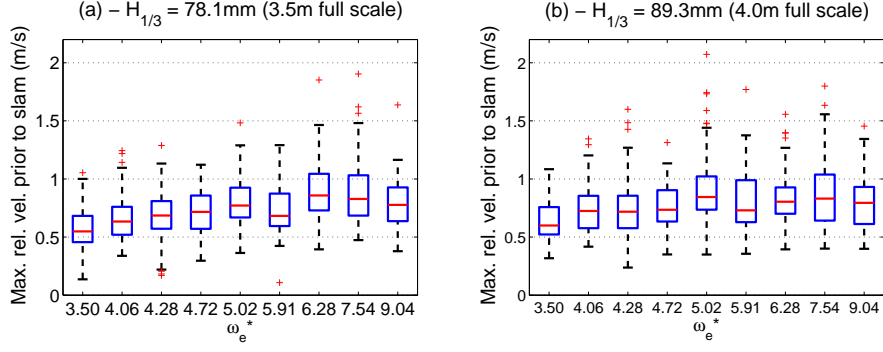 (a) – H1/3 = 78.1mm (3.5m full scale)
Max. rel. vel. prior to slam (m/s)
2
1.5
1
0.5
0
3.50 4.06 4.28 4.72 5.02 5.91 6.28 7.54 9.04
ωe*
(b) – H1/3 = 89.3mm (4.0m full scale)
Max. rel. vel. prior to slam (m/s)
2
1.5
1
0.5
0
3.50 4.06 4.28 4.72 5.02 5.91 6.28 7.54 9.04
ωe*